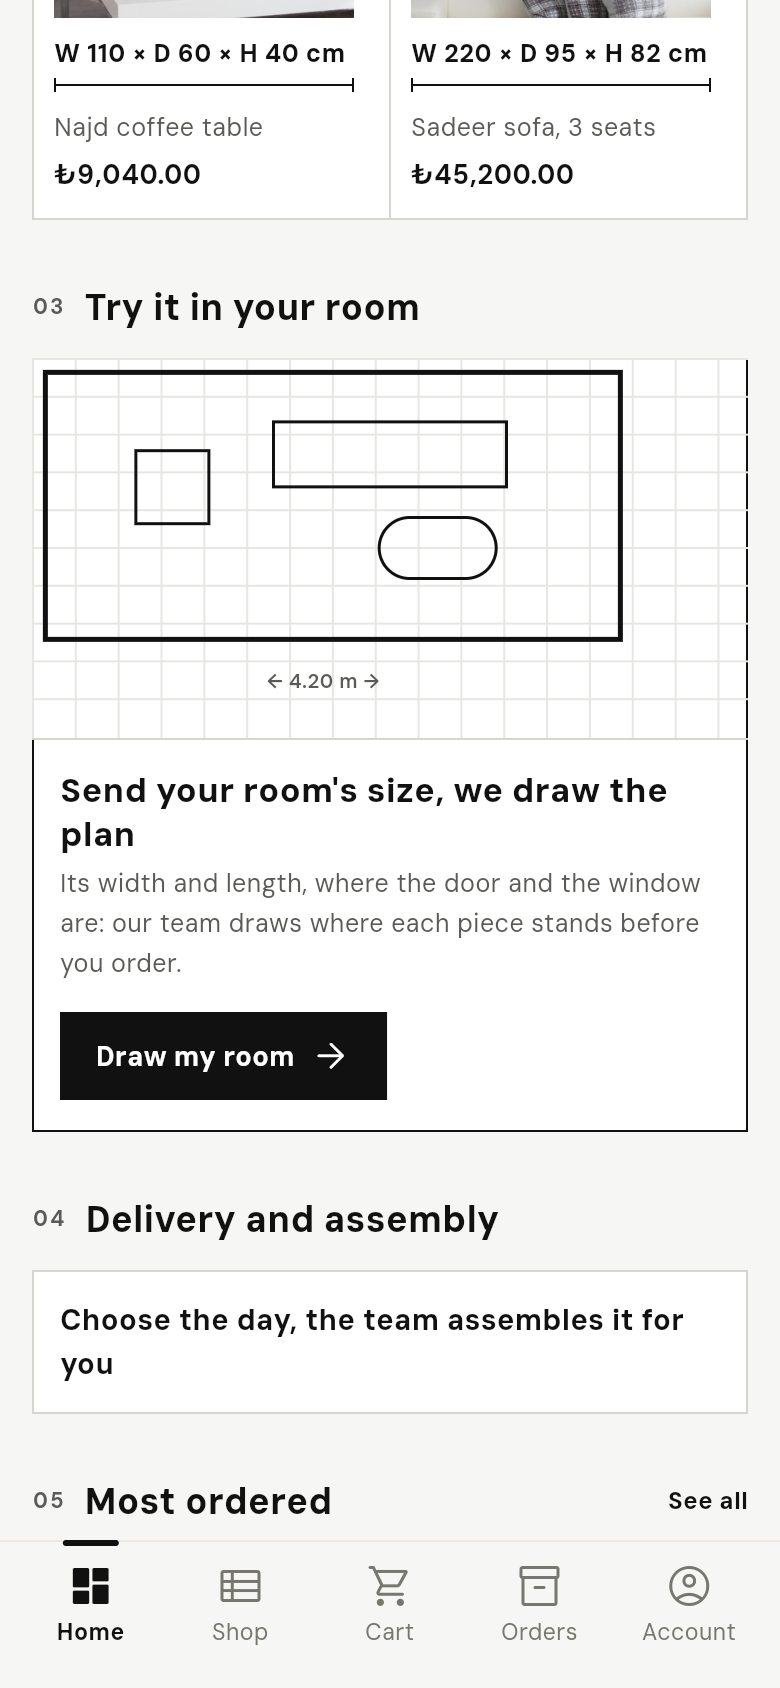 W 110 × D 60 × H 40 cm
Najd coffee table
₺9,040.00
W 220 × D 95 × H 82 cm
Sadeer sofa, 3 seats
₺45,200.00
03 Try it in your room
← 4.20 m →
Send your room's size, we draw the
plan
Its width and length, where the door and the window
are: our team draws where each piece stands before
you order.
Draw my room →
04 Delivery and assembly
Choose the day, the team assembles it for
you
05 Most ordered
See all
Home
Shop
Cart
Orders
Account